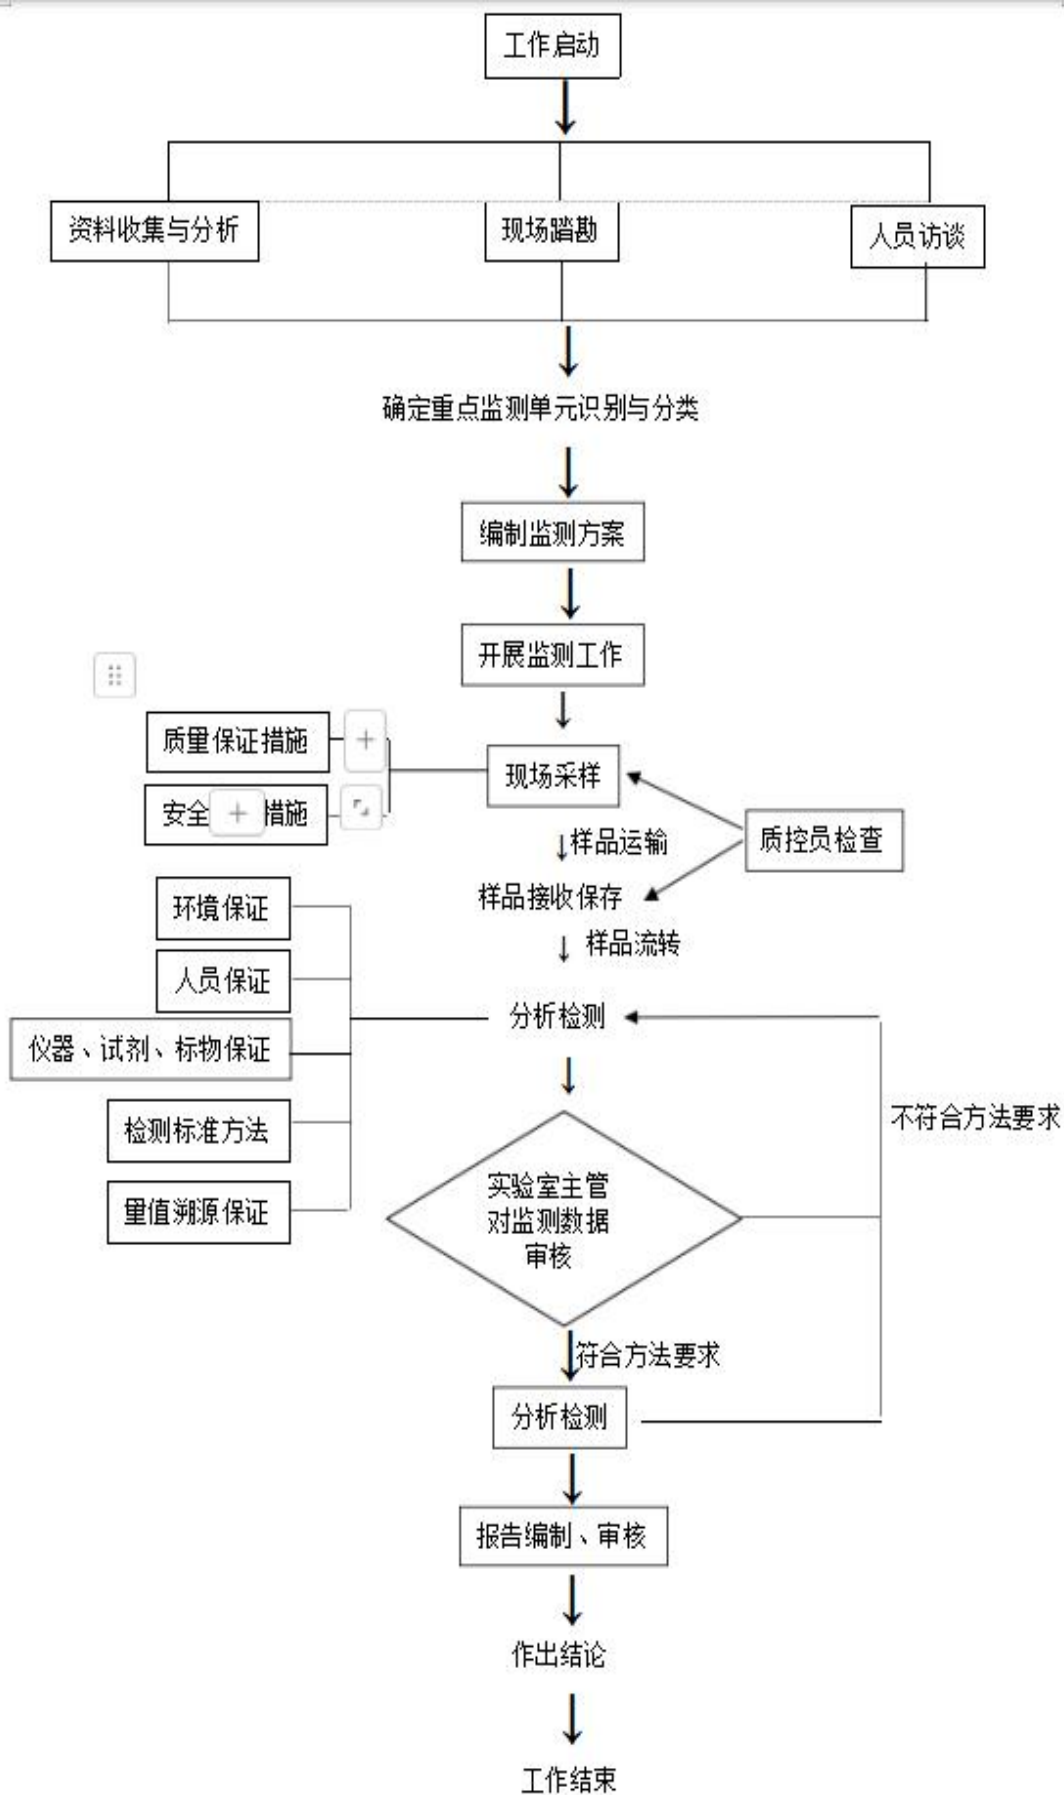 工作启动
资料收集与分析
现场踏勘
人员访谈
确定重点监测单元识别与分类
编制监测方案
开展监测工作
质量保证措施
现场采样
安全
措施
样品运输
质控员检查
样品接收保存
样品流转
环境保证
人员保证
分析检测
仪器、试剂、标物保证
检测标准方法
不符合方法要求
量值溯源保证
实验室主管
对监测数据
审核
符合方法要求
分析检测
报告编制、审核
作出结论
工作结束